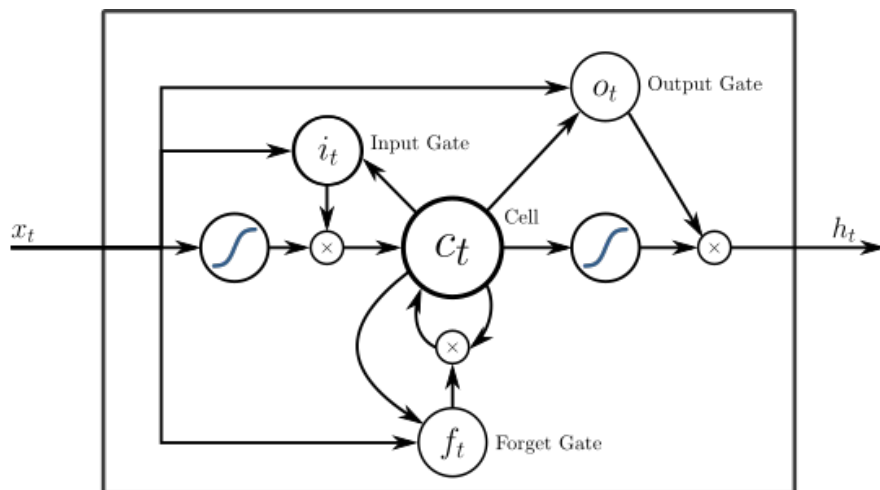 o_t Output Gate
i_t Input Gate
x_t
×
c_t
Cell
×
h_t
×
f_t Forget Gate